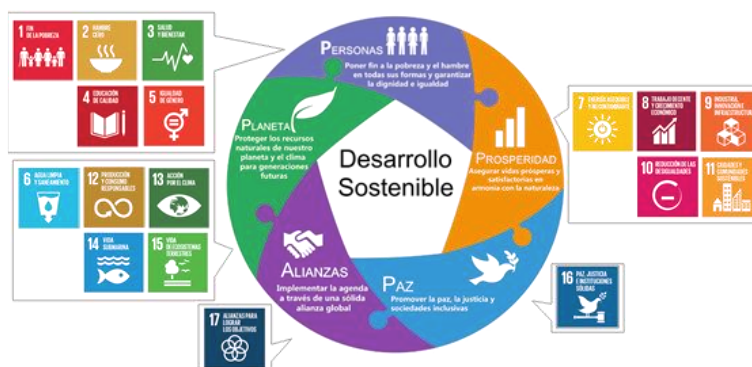 1 FIN
DE LA POBREZA
2 HAMBRE
CERO
3 SALUD
Y BIENESTAR
4 EDUCACIÓN
DE CALIDAD
5 IGUALDAD
DE GÉNERO
PERSONAS
Poner fin a la pobreza y el hambre
en todas sus formas y garantizar
la dignidad e igualdad
PLANETA
Proteger los recursos
naturales de nuestro
planeta y el clima
para generaciones
futuras
Desarrollo
Sostenible
PROSPERIDAD
Asegurar vidas prósperas y
satisfactorias en
armonía con la naturaleza
7 ENERGÍA ASEQUIBLE
Y NO CONTAMINANTE
8 TRABAJO DECENTE
Y CRECIMIENTO
ECONÓMICO
9 INDUSTRIA,
INNOVACIÓN E
INFRAESTRUCTURA
10 REDUCCIÓN DE LAS
DESIGUALDADES
11 CIUDADES Y
COMUNIDADES
SOSTENIBLES
6 AGUA LIMPIA
Y SANEAMIENTO
12 PRODUCCIÓN
Y CONSUMO
RESPONSABLES
13 ACCIÓN
POR EL CLIMA
14 VIDA
SUBMARINA
15 VIDA
DE ECOSISTEMAS
TERRESTRES
ALIANZAS
Implementar la agenda
a través de una sólida
alianza global
PAZ
Promover la paz, la justicia y
sociedades inclusivas
16 PAZ, JUSTICIA
E INSTITUCIONES
SÓLIDAS
17 ALIANZAS PARA
LOGRAR
LOS OBJETIVOS